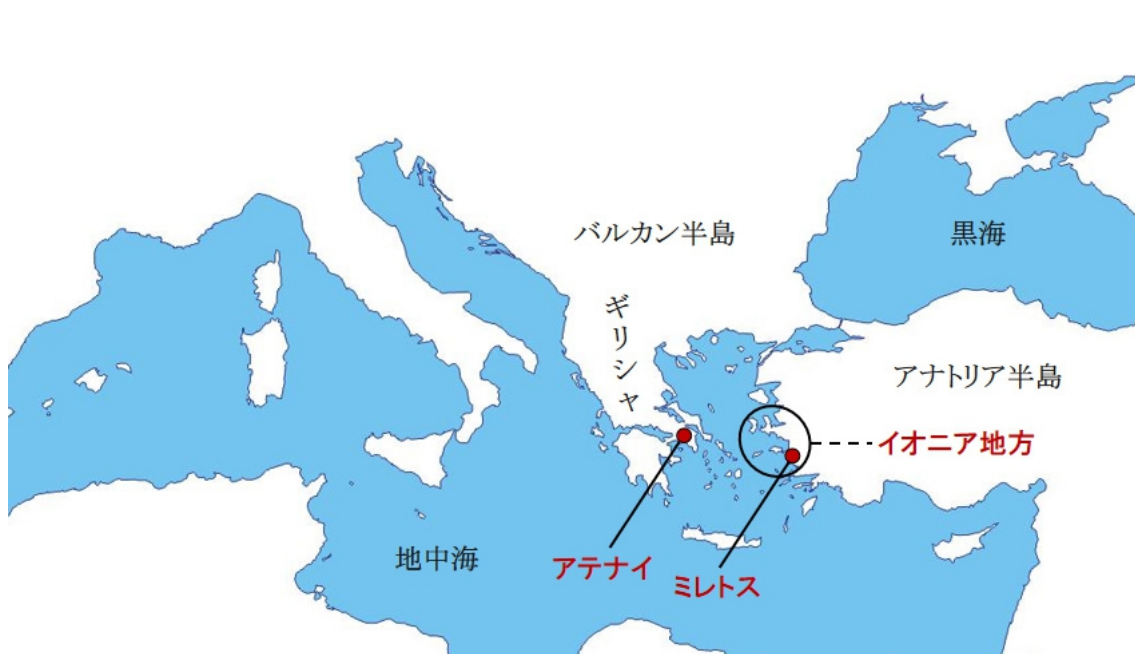 バルカン半島
黒海
ギリシャ
アナトリア半島
イオニア地方
地中海
アテナイ
ミレトス